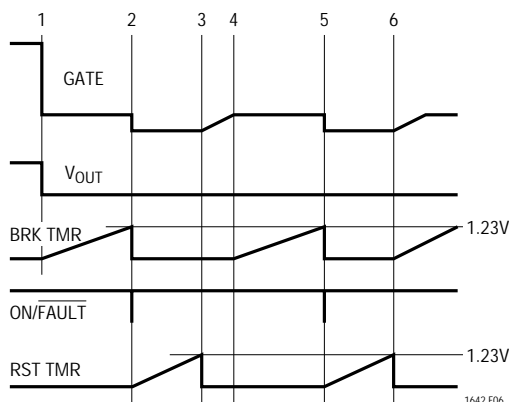 1 2 3 4 5 6
GATE
VOUT
BRK TMR
1.23V
ON/FAULT
RST TMR
1.23V
1642 F06